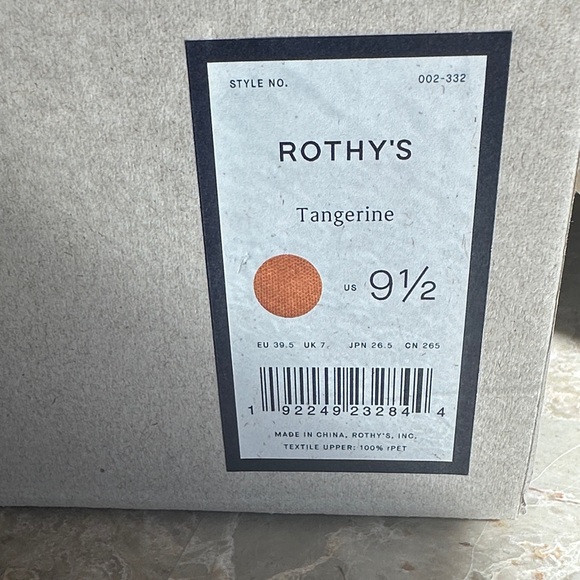 STYLE NO. 002-332
ROTHY'S
Tangerine
US 9½
EU 39.5 UK 7 JPN 26.5 CN 265
1 92249 23284 4
MADE IN CHINA, ROTHY'S, INC.
TEXTILE UPPER: 100% rPET